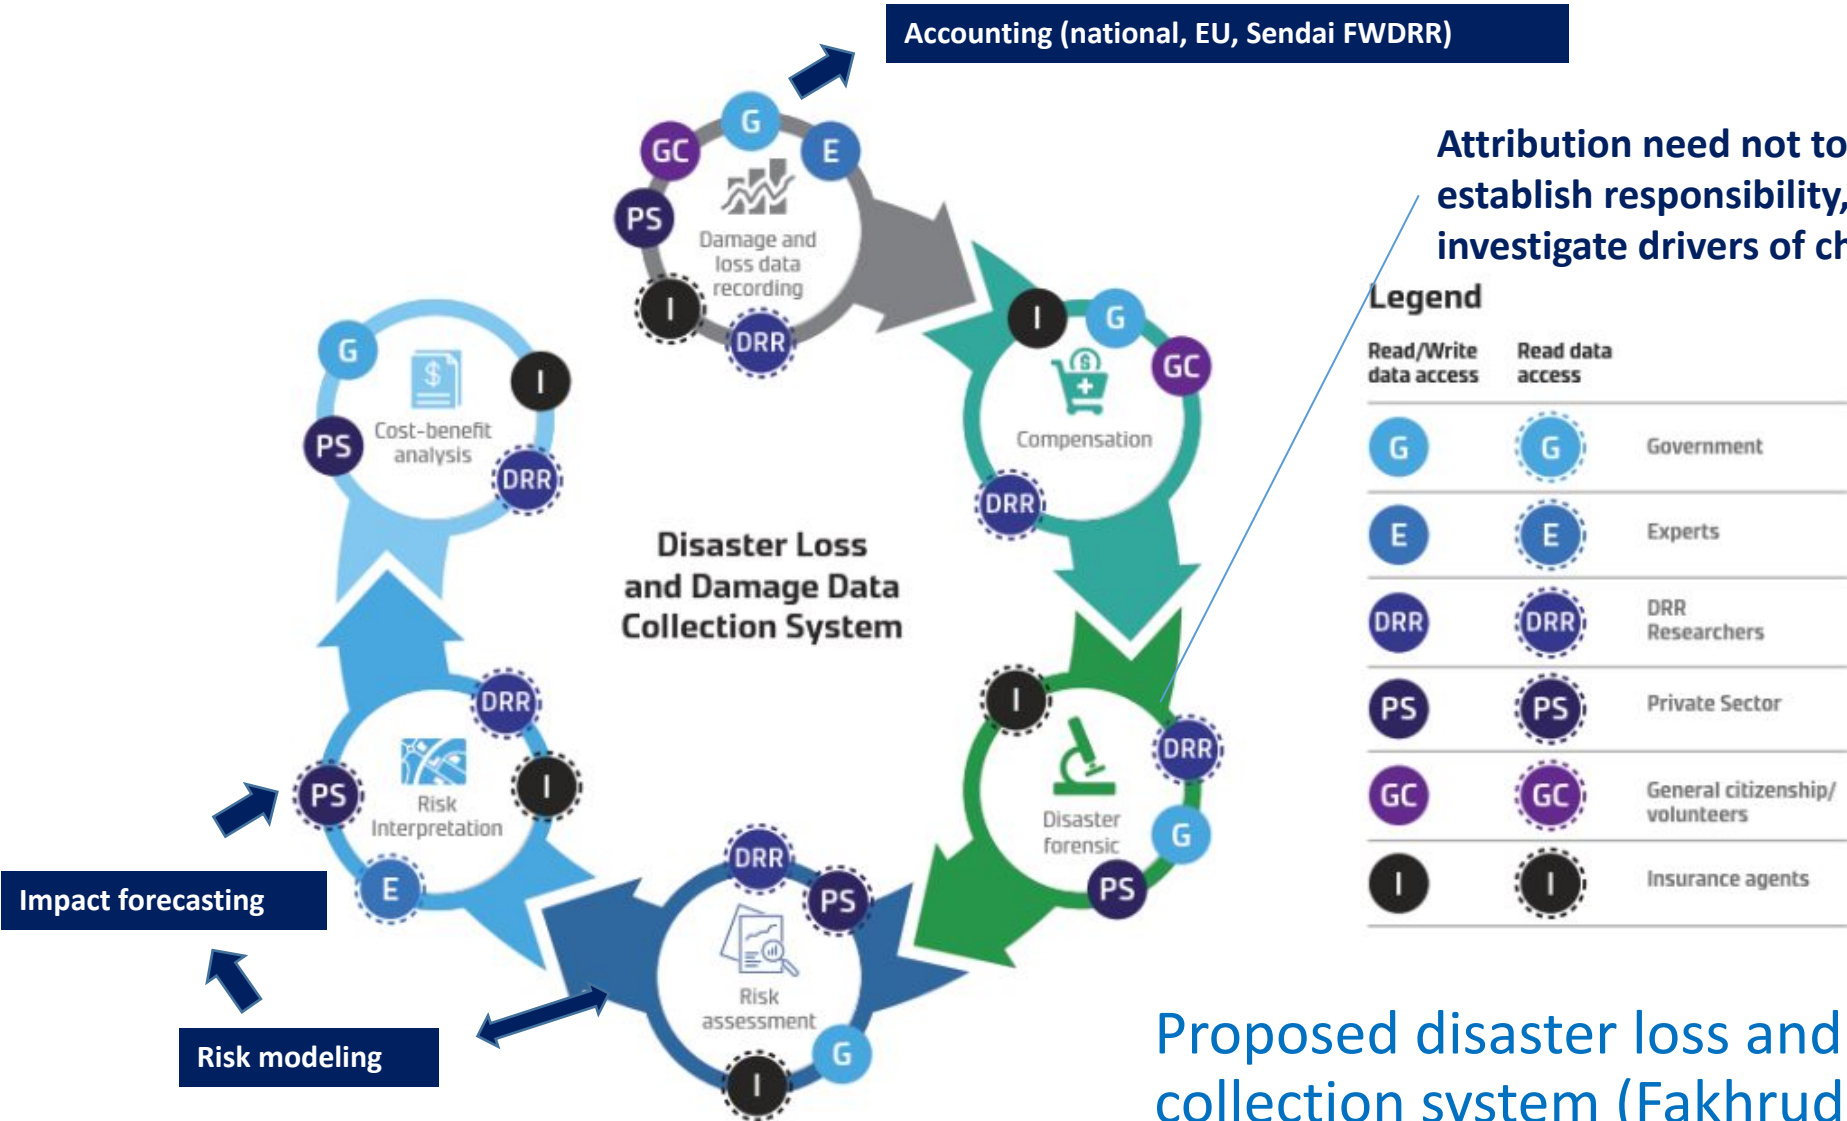 Accounting (national, EU, Sendai FWDRR)
Attribution need not to
establish responsibility,
investigate drivers of ch
G
GC
E
PS
Damage and
loss data
recording
I
DRR
I
G
GC
Compensation
DRR
G
I
Cost-benefit
analysis
PS
DRR
Disaster Loss
and Damage Data
Collection System
Legend
Read/Write
data access
Read data
access
G
G
Government
E
E
Experts
DRR
DRR
DRR
Researchers
PS
PS
Private Sector
GC
GC
General citizenship/
volunteers
I
I
Insurance agents
I
DRR
Disaster
forensic
G
PS
DRR
PS
I
Risk
Interpretation
E
DRR
PS
Risk
assessment
G
I
Impact forecasting
Risk modeling
Proposed disaster loss and
collection system (Fakhrud